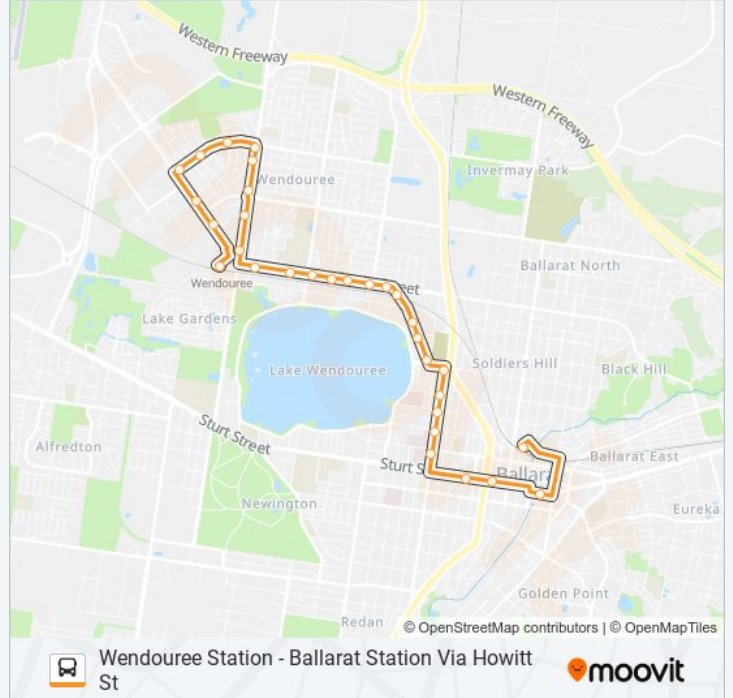 Western Freeway
Western Freeway
Invermay Park
Wendouree
Ballarat North
Wendouree
Lake Gardens
eet
Lake Wendouree
Soldiers Hill
Black Hill
Sturt Street
Alfredton
Sturt S
Ballarat
Ballarat East
Newington
Eureka
Golden Point
Redan
© OpenStreetMap contributors | © OpenMapTiles
Wendouree Station - Ballarat Station Via Howitt
St
moovit